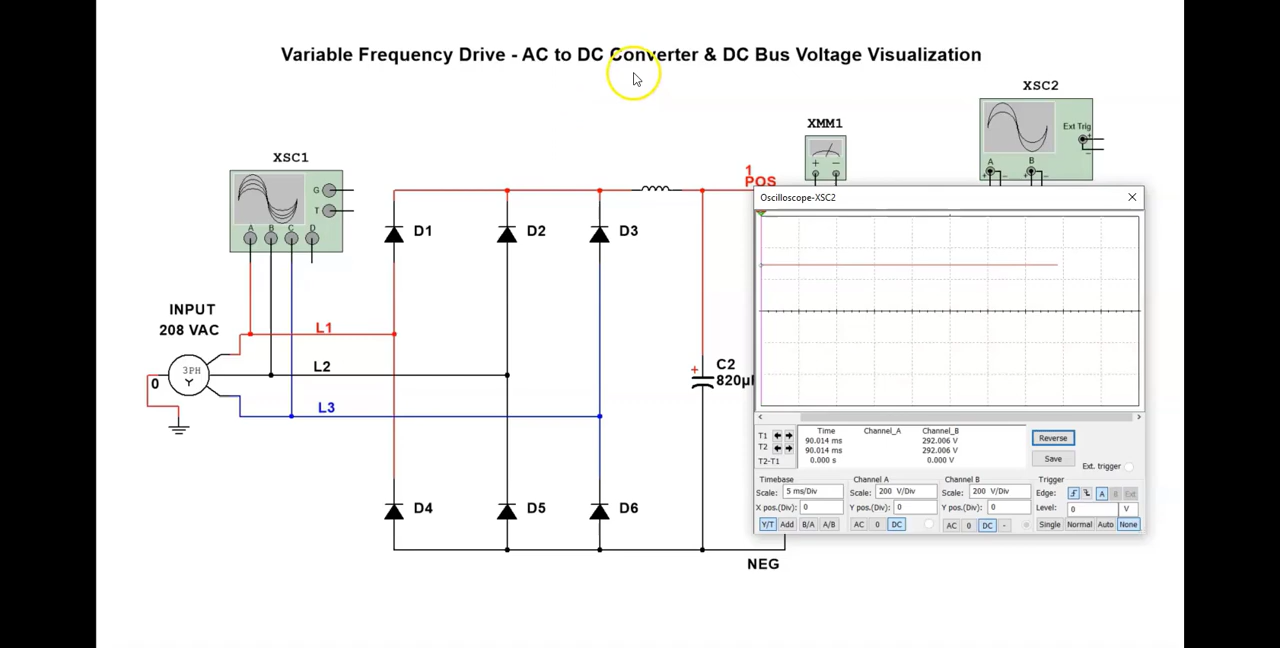 Variable Frequency Drive - AC to DC Converter & DC Bus Voltage Visualization
XSC2
Ext Trig
A B
XMM1
XSC1
G
T
A B C D
1
POS
Oscilloscope-XSC2
D1 D2 D3
INPUT
208 VAC
L1
3PH
Y
L2
0
L3
C2
820µ
D4 D5 D6
NEG
Time Channel_A Channel_B
T1 90.014 ms 292.006 V
T2 90.014 ms 292.006 V
T2-T1 0.000 s 0.000 V
Reverse
Save
Ext. trigger
Timebase Channel A Channel B Trigger
Scale: 5 ms/Div Scale: 200 V/Div Scale: 200 V/Div Edge: A B Ext
X pos.(Div): 0 Y pos.(Div): 0 Y pos.(Div): 0 Level: 0 V
Y/T Add B/A A/B AC 0 DC AC 0 DC - Single Normal Auto None